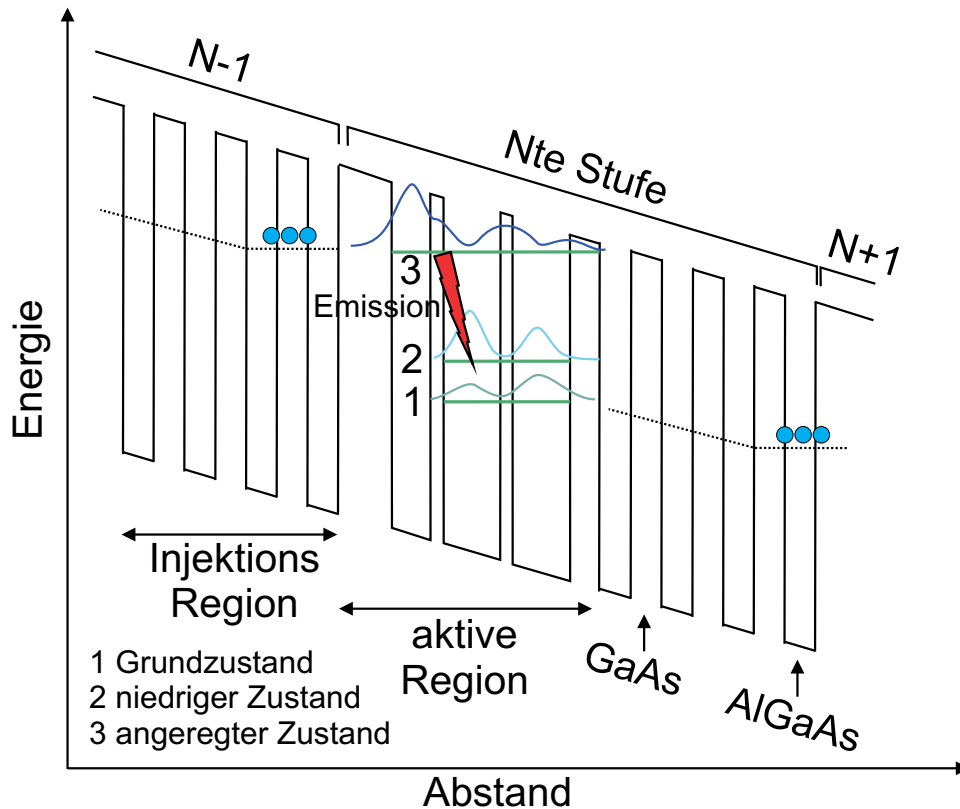 N-1
Nte Stufe
N+1
3
Emission
2
1
Energie
Injektions
Region
aktive
Region
GaAs
AlGaAs
1 Grundzustand
2 niedriger Zustand
3 angeregter Zustand
Abstand